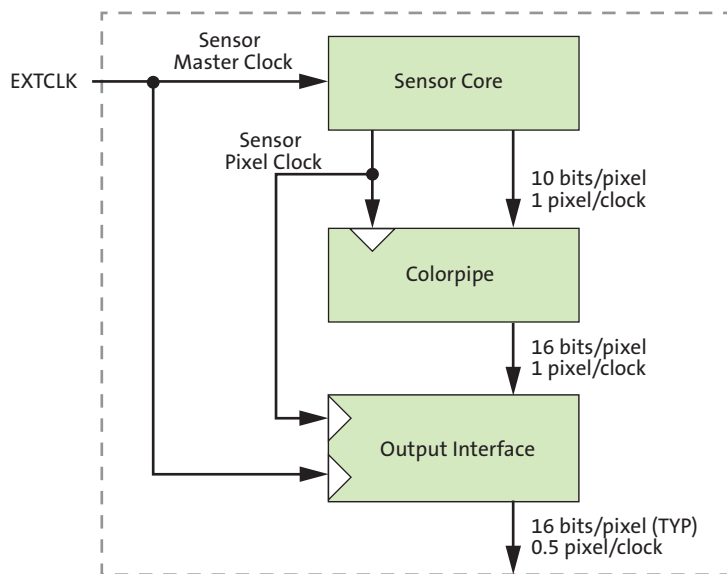 Sensor
Master Clock
EXTCLK
Sensor Core
Sensor
Pixel Clock
10 bits/pixel
1 pixel/clock
Colorpipe
16 bits/pixel
1 pixel/clock
Output Interface
16 bits/pixel (TYP)
0.5 pixel/clock